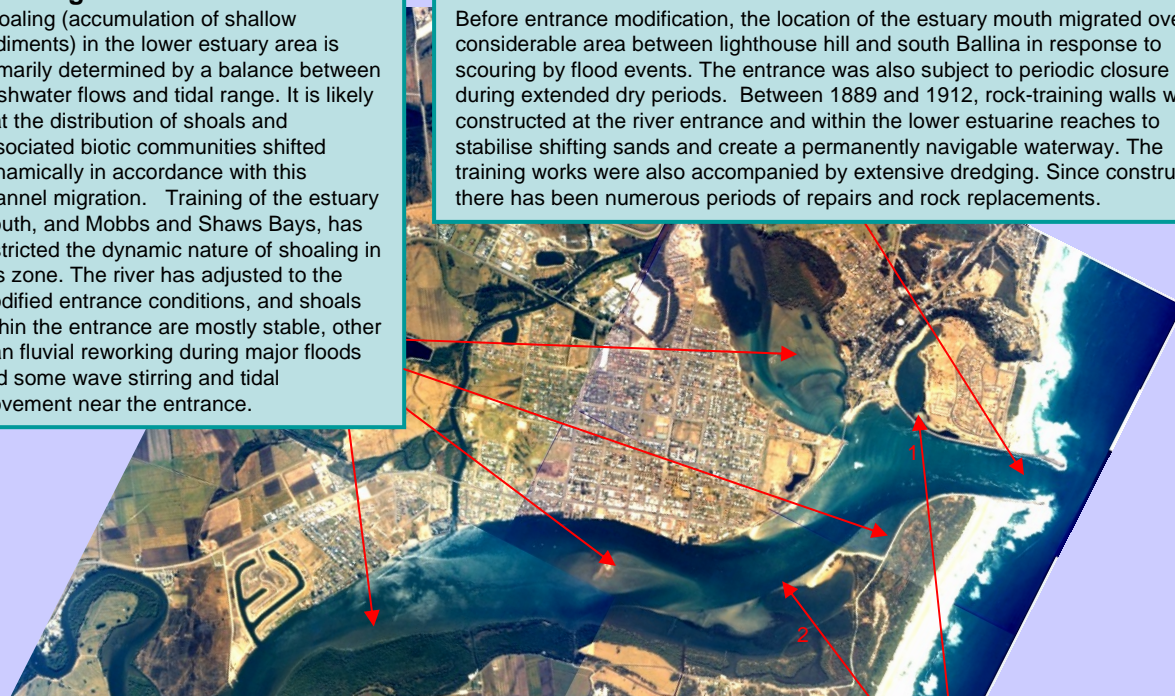 oaling (accumulation of shallow
diments) in the lower estuary area is
marily determined by a balance between
shwater flows and tidal range. It is likely
at the distribution of shoals and
sociated biotic communities shifted
namically in accordance with this
annel migration.   Training of the estuary
outh, and Mobbs and Shaws Bays, has
stricted the dynamic nature of shoaling in
s zone. The river has adjusted to the
odified entrance conditions, and shoals
hin the entrance are mostly stable, other
an fluvial reworking during major floods
d some wave stirring and tidal
ovement near the entrance.
Before entrance modification, the location of the estuary mouth migrated ove
considerable area between lighthouse hill and south Ballina in response to
scouring by flood events. The entrance was also subject to periodic closure
during extended dry periods.  Between 1889 and 1912, rock-training walls w
constructed at the river entrance and within the lower estuarine reaches to
stabilise shifting sands and create a permanently navigable waterway. The
training works were also accompanied by extensive dredging. Since constru
there has been numerous periods of repairs and rock replacements.
1
2